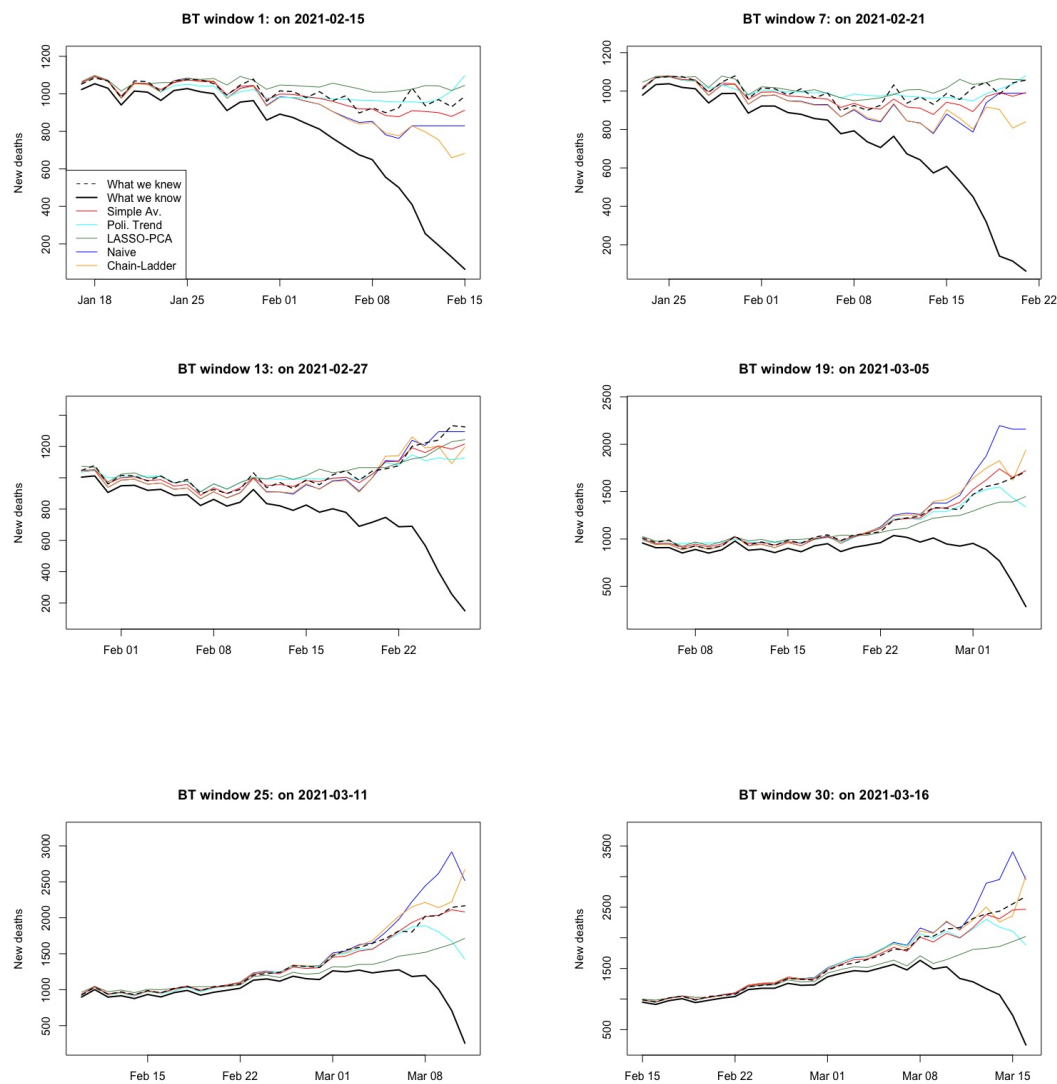 BT window 1: on 2021-02-15
New deaths
1200
1000
800
600
400
200
What we knew
What we know
Simple Av.
Poli. Trend
LASSO-PCA
Naive
Chain-Ladder
Jan 18 Jan 25 Feb 01 Feb 08 Feb 15
BT window 7: on 2021-02-21
New deaths
1200
1000
800
600
400
200
Jan 25 Feb 01 Feb 08 Feb 15 Feb 22
BT window 13: on 2021-02-27
New deaths
1200
800
600
400
200
Feb 01 Feb 08 Feb 15 Feb 22
BT window 19: on 2021-03-05
New deaths
2500
2000
1500
1000
500
Feb 08 Feb 15 Feb 22 Mar 01
BT window 25: on 2021-03-11
New deaths
3000
2500
2000
1500
1000
500
Feb 15 Feb 22 Mar 01 Mar 08
BT window 30: on 2021-03-16
New deaths
3500
2500
1500
500
Feb 15 Feb 22 Mar 01 Mar 08 Mar 15